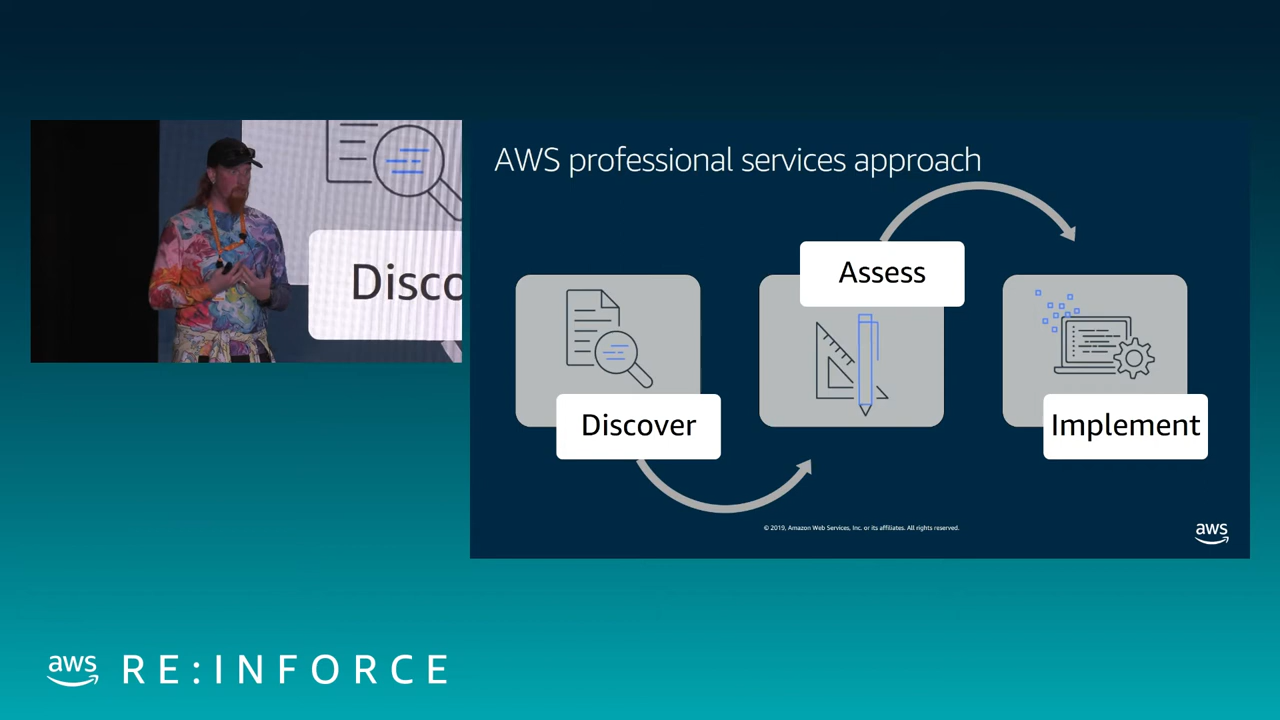 Disco
AWS professional services approach
Assess
Discover
Implement
© 2019, Amazon Web Services, Inc. or its affiliates. All rights reserved.
aws
aws RE:INFORCE